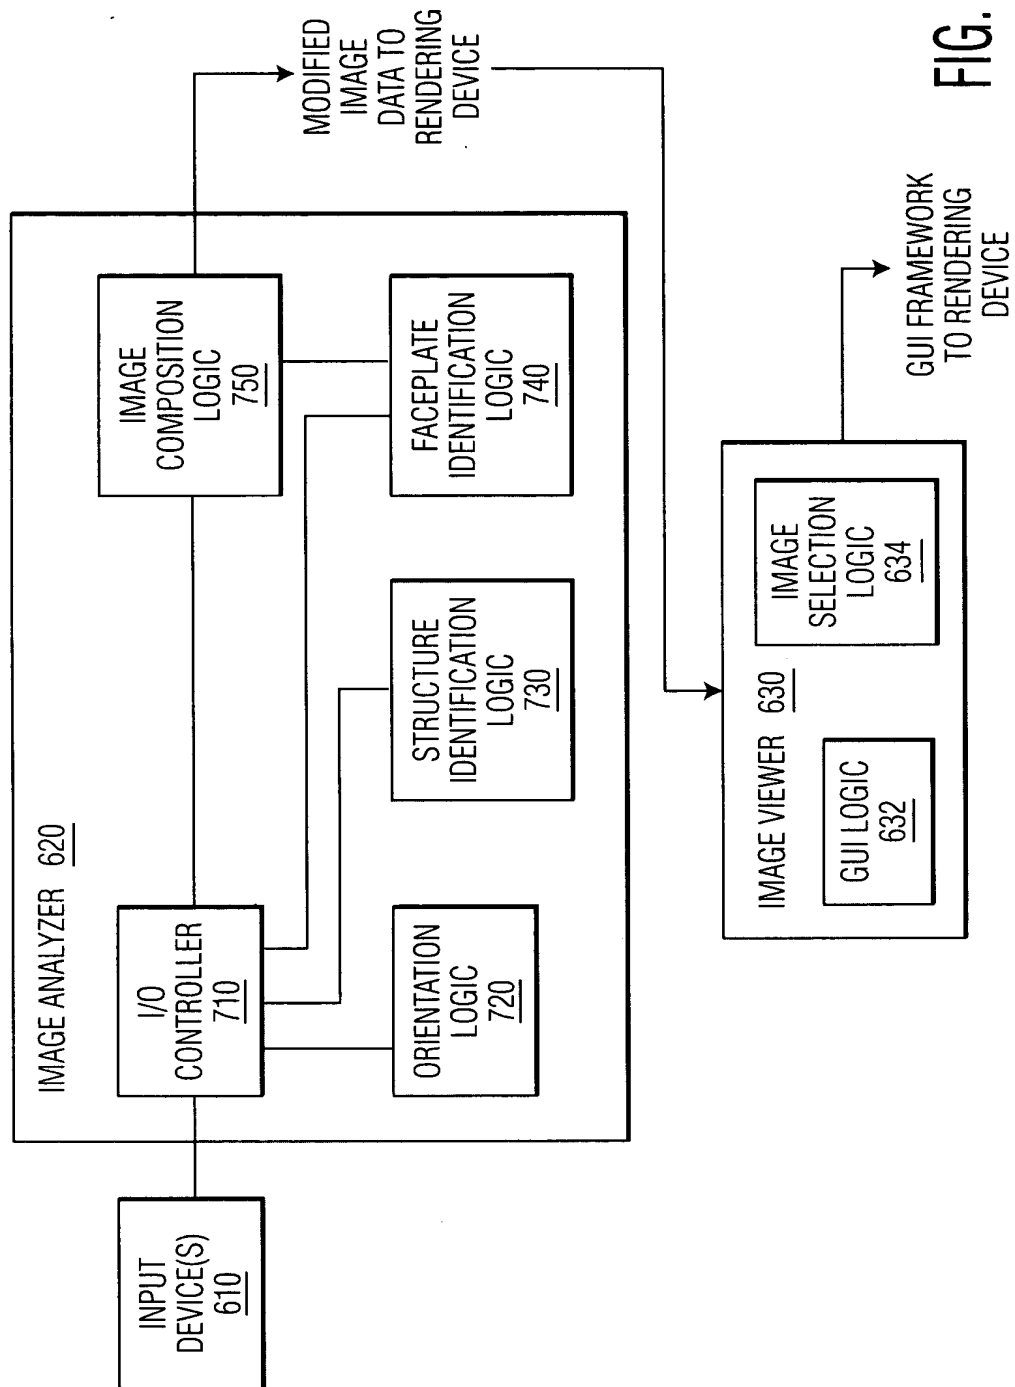 INPUT
DEVICE(S)
610
IMAGE ANALYZER 620
I/O
CONTROLLER
710
IMAGE
COMPOSITION
LOGIC
750
ORIENTATION
LOGIC
720
STRUCTURE
IDENTIFICATION
LOGIC
730
FACEPLATE
IDENTIFICATION
LOGIC
740
MODIFIED
IMAGE
DATA TO
RENDERING
DEVICE
IMAGE VIEWER 630
GUI LOGIC
632
IMAGE
SELECTION
LOGIC
634
GUI FRAMEWORK
TO RENDERING
DEVICE
FIG.